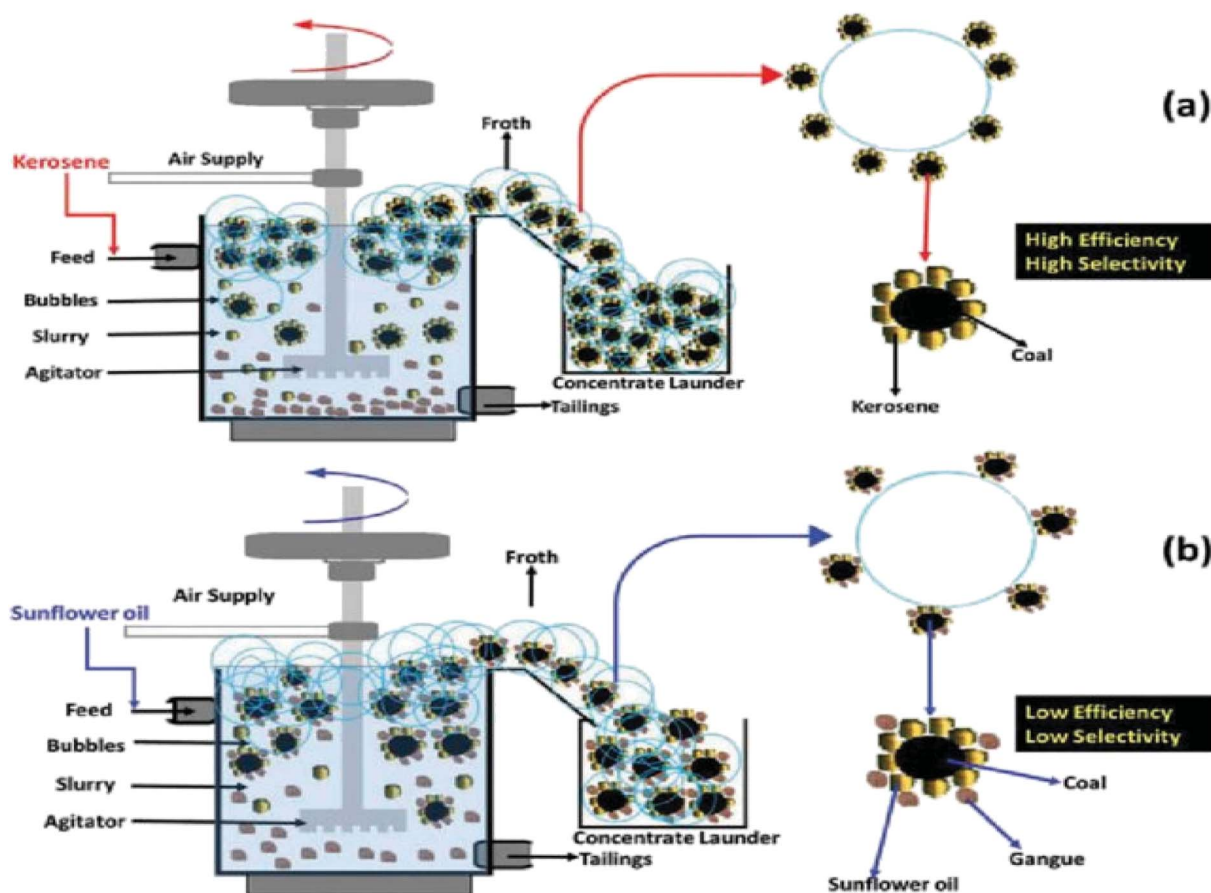 (a)
Froth
Kerosene
Air Supply
Feed
Bubbles
Slurry
Agitator
Concentrate Launder
Tailings
High Efficiency
High Selectivity
Coal
Kerosene
(b)
Froth
Air Supply
Sunflower oil
Feed
Bubbles
Slurry
Agitator
Concentrate Launder
Tailings
Low Efficiency
Low Selectivity
Coal
Gangue
Sunflower oil